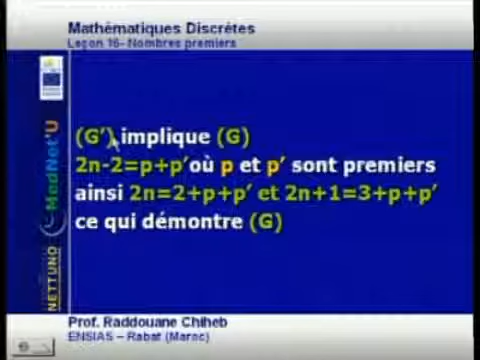 Mathématiques Discrétes
Leçon 16- Nombres premiers
(G') implique (G)
2n-2=p+p'où p et p' sont premiers
ainsi 2n=2+p+p' et 2n+1=3+p+p'
ce qui démontre (G)
NETTUNO MedNet'U
Prof. Raddouane Chiheb
ENSIAS – Rabat (Maroc)